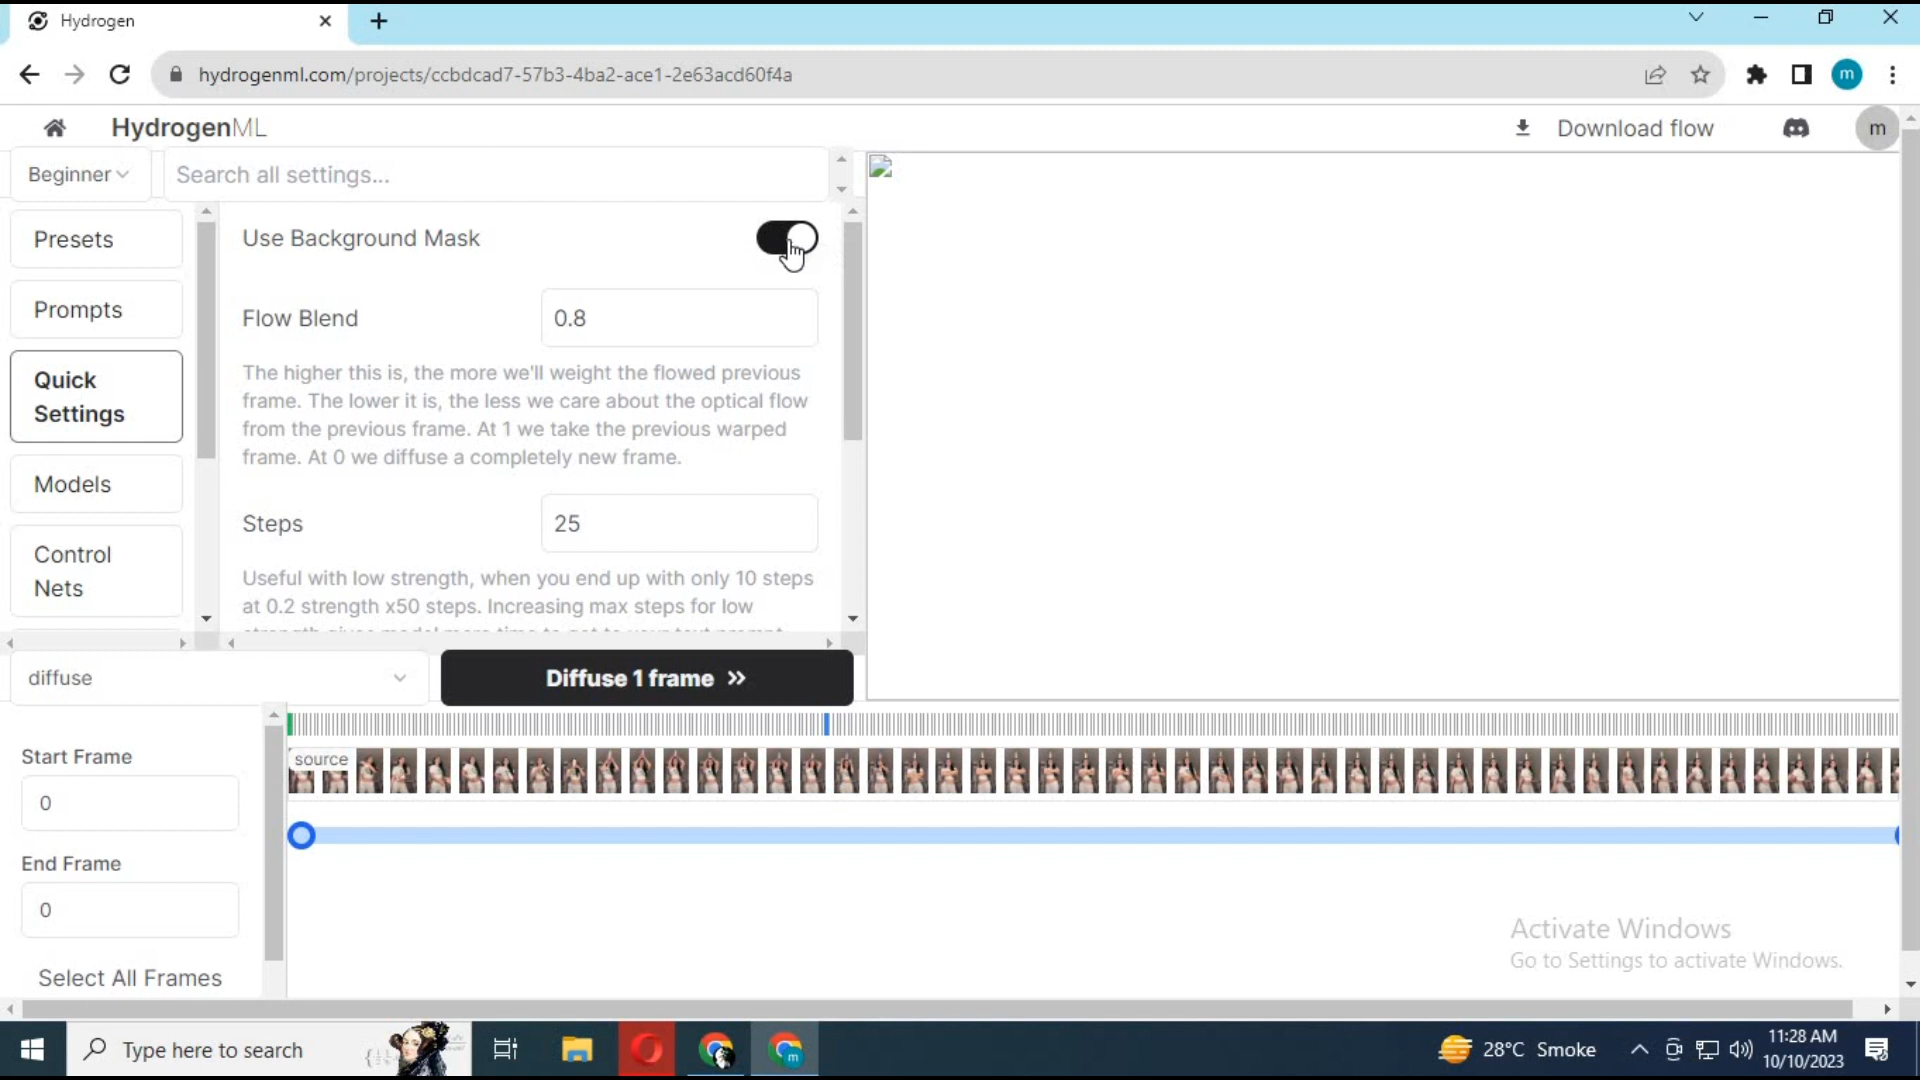 Hydrogen
hydrogenml.com/projects/ccbdcad7-57b3-4ba2-ace1-2e63acd60f4a
m
HydrogenML
Download flow
m
Beginner
Search all settings...
Presets
Prompts
Quick
Settings
Models
Control
Nets
Use Background Mask
Flow Blend
0.8
The higher this is, the more we'll weight the flowed previous
frame. The lower it is, the less we care about the optical flow
from the previous frame. At 1 we take the previous warped
frame. At 0 we diffuse a completely new frame.
Steps
25
Useful with low strength, when you end up with only 10 steps
at 0.2 strength x50 steps. Increasing max steps for low
diffuse
Diffuse 1 frame
Start Frame
0
End Frame
0
Select All Frames
source
Activate Windows
Go to Settings to activate Windows.
Type here to search
m
28°C Smoke
11:28 AM
10/10/2023